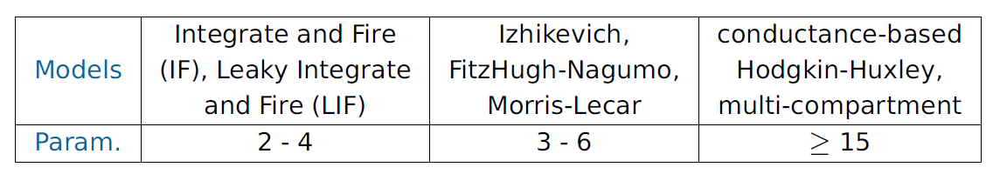 Models
Integrate and Fire
(IF), Leaky Integrate
and Fire (LIF)
Izhikevich,
FitzHugh-Nagumo,
Morris-Lecar
conductance-based
Hodgkin-Huxley,
multi-compartment
Param.
2 - 4
3 - 6
≥ 15